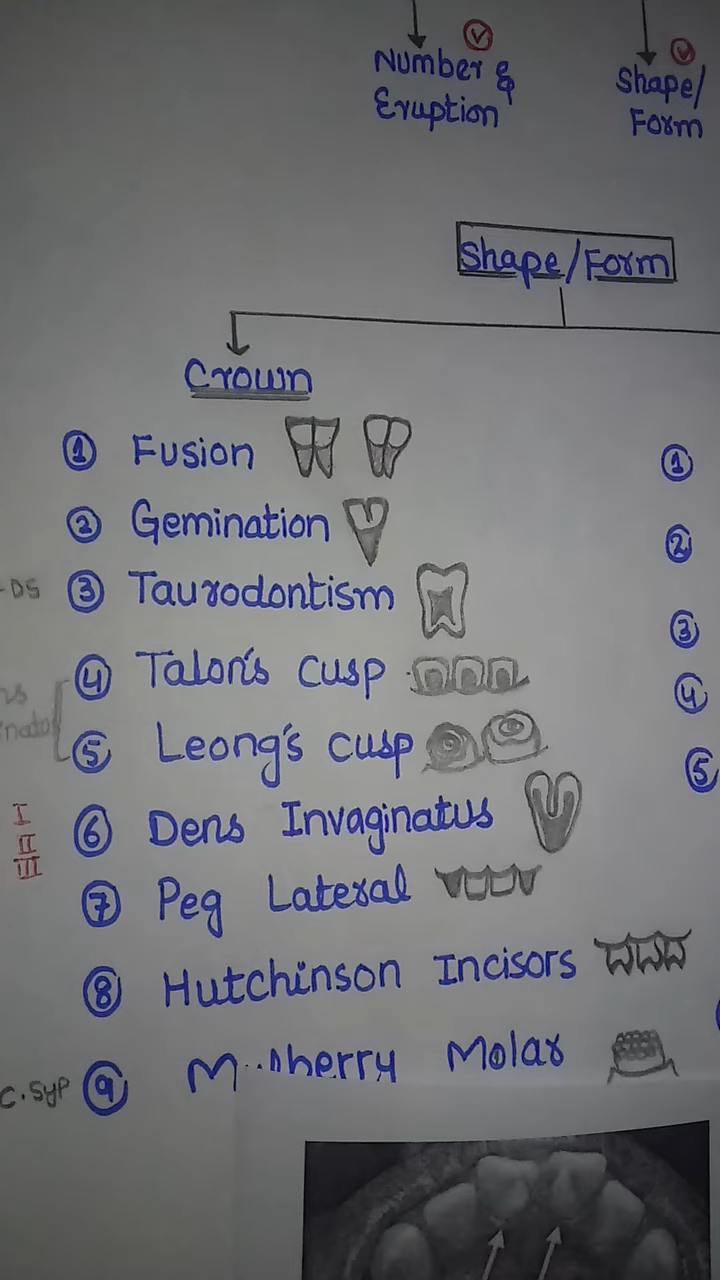 Number &
Eruption
Shape/
Form
Shape/Form
Crown
① Fusion
② Gemination
-DS ③ Taurodontism
④ Talon's cusp
⑤ Leong's cusp
I
II
III
⑥ Dens Invaginatus
⑦ Peg Lateral
⑧ Hutchinson Incisors
C. Syp ⑨ Mulberry Molar
①
②
③
④
⑤